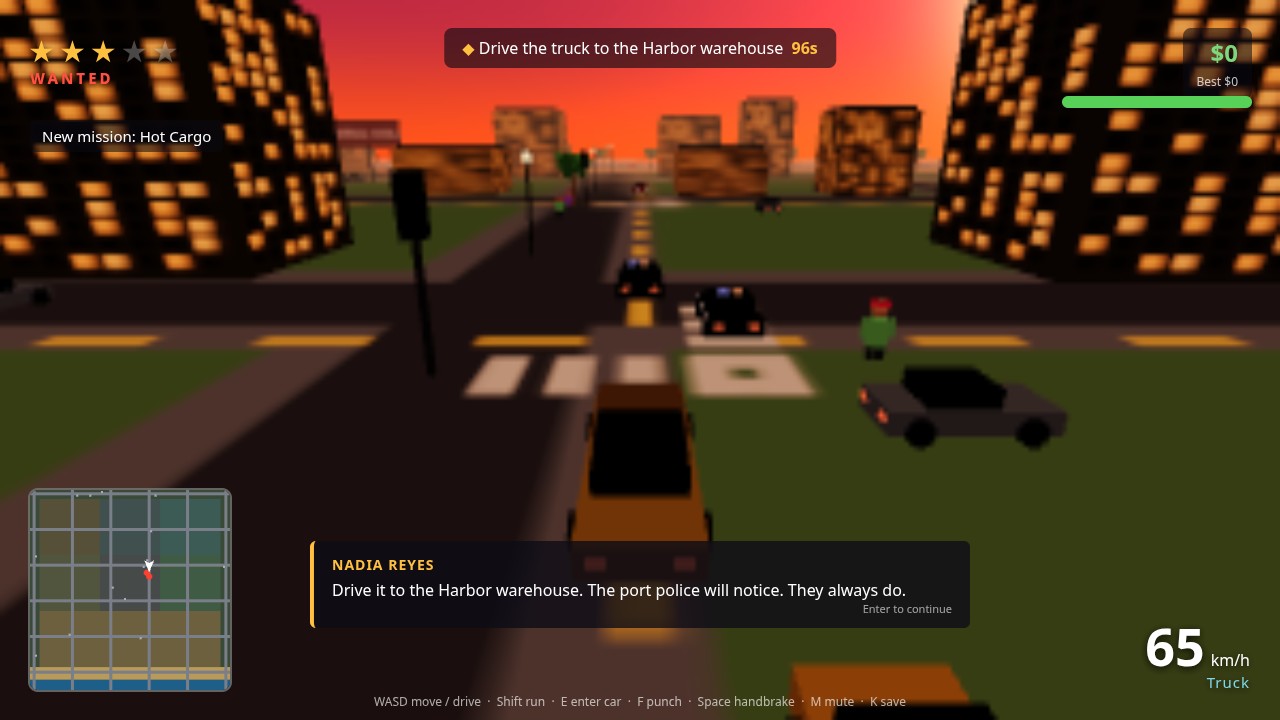 ★★★★★
WANTED
◆ Drive the truck to the Harbor warehouse 96s
$0
Best $0
New mission: Hot Cargo
NADIA REYES
Drive it to the Harbor warehouse. The port police will notice. They always do.
Enter to continue
65 km/h
Truck
WASD move / drive · Shift run · E enter car · F punch · Space handbrake · M mute · K save